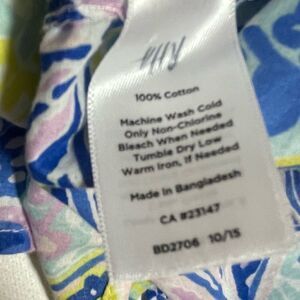 100% Cotton
Machine Wash Cold
Only Non-Chlorine
Bleach When Needed
Tumble Dry Low
Warm Iron, If Needed
Made in Bangladesh
CA #23147
BD2706 10/15